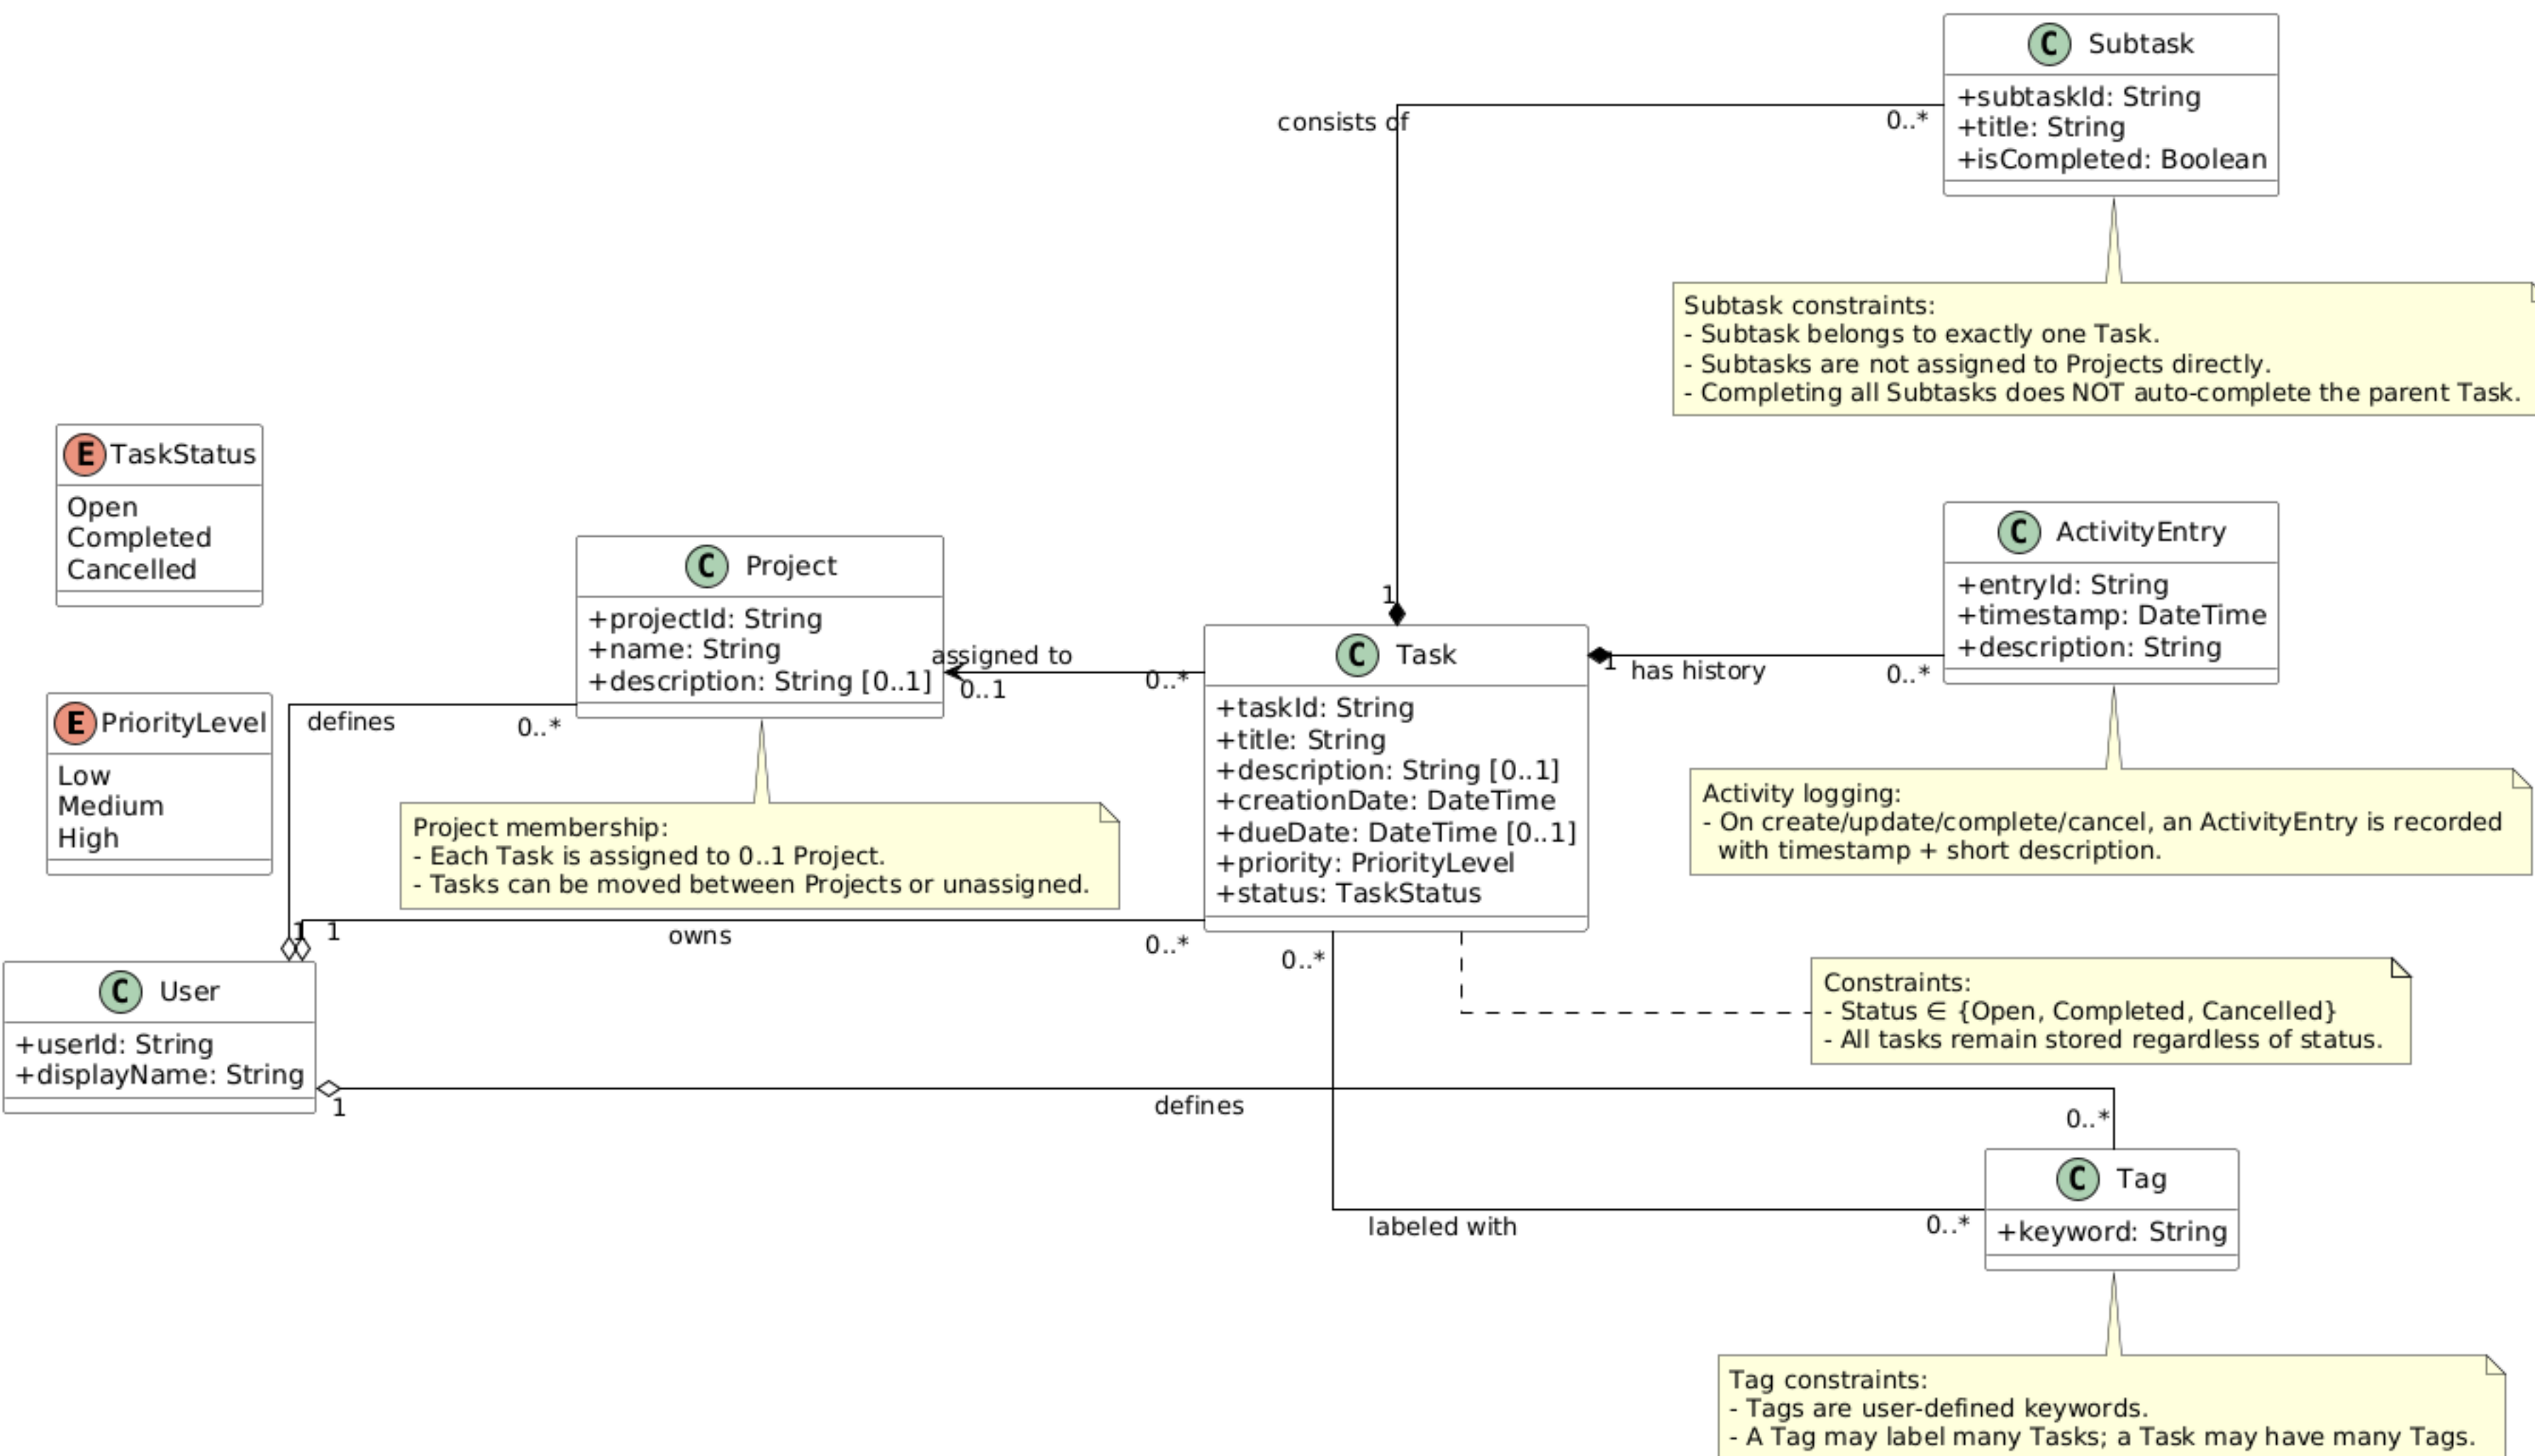 C Subtask
+subtaskId: String
+title: String
+isCompleted: Boolean
consists of
0..*
1
Subtask constraints:
- Subtask belongs to exactly one Task.
- Subtasks are not assigned to Projects directly.
- Completing all Subtasks does NOT auto-complete the parent Task.
E TaskStatus
Open
Completed
Cancelled
E PriorityLevel
Low
Medium
High
C Project
+projectId: String
+name: String
+description: String [0..1]
assigned to
0..1
0..*
defines
0..*
1
Project membership:
- Each Task is assigned to 0..1 Project.
- Tasks can be moved between Projects or unassigned.
C Task
+taskId: String
+title: String
+description: String [0..1]
+creationDate: DateTime
+dueDate: DateTime [0..1]
+priority: PriorityLevel
+status: TaskStatus
1
has history
0..*
C ActivityEntry
+entryId: String
+timestamp: DateTime
+description: String
Activity logging:
- On create/update/complete/cancel, an ActivityEntry is recorded
with timestamp + short description.
1
owns
0..*
0..*
C User
+userId: String
+displayName: String
Constraints:
- Status ∈ {Open, Completed, Cancelled}
- All tasks remain stored regardless of status.
1
defines
0..*
labeled with
0..*
C Tag
+keyword: String
Tag constraints:
- Tags are user-defined keywords.
- A Tag may label many Tasks; a Task may have many Tags.